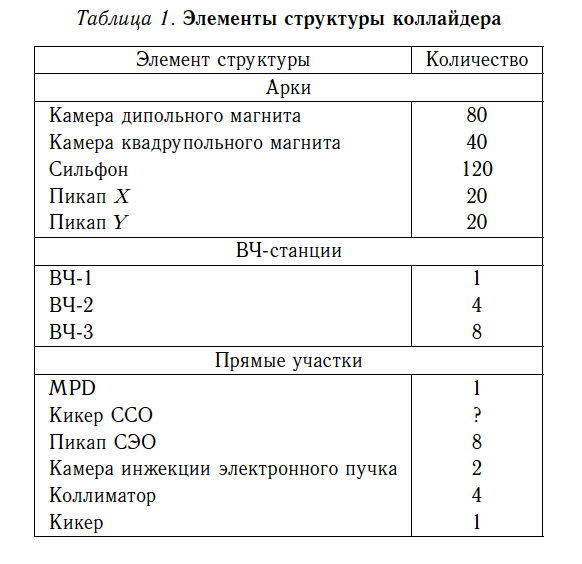 Таблица 1. Элементы структуры коллайдера
Элемент структуры Количество
Арки
Камера дипольного магнита 80
Камера квадрупольного магнита 40
Сильфон 120
Пикап X 20
Пикап Y 20
ВЧ-станции
ВЧ-1 1
ВЧ-2 4
ВЧ-3 8
Прямые участки
MPD 1
Кикер ССО ?
Пикап СЭО 8
Камера инжекции электронного пучка 2
Коллиматор 4
Кикер 1